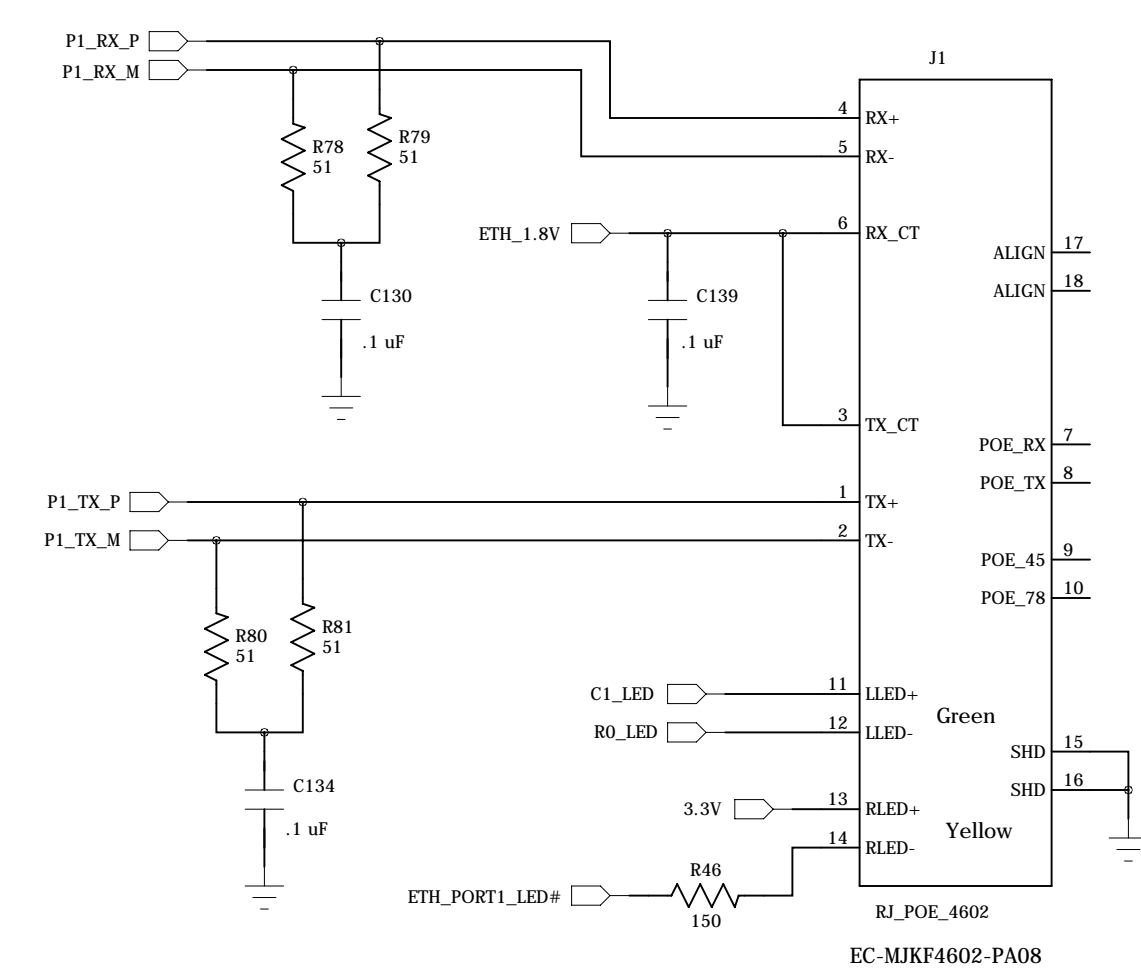 P1_RX_P
P1_RX_M
J1
4
RX+
5
RX-
R78
51
R79
51
ETH_1.8V
6
RX_CT
ALIGN
17
ALIGN
18
C130
.1 uF
C139
.1 uF
3
TX_CT
POE_RX
7
POE_TX
8
P1_TX_P
1
TX+
P1_TX_M
2
TX-
POE_45
9
POE_78
10
R80
51
R81
51
C1_LED
11
LLED+
Green
R0_LED
12
LLED-
SHD
15
SHD
16
C134
.1 uF
3.3V
13
RLED+
Yellow
14
RLED-
ETH_PORT1_LED#
R46
150
RJ_POE_4602
EC-MJKF4602-PA08